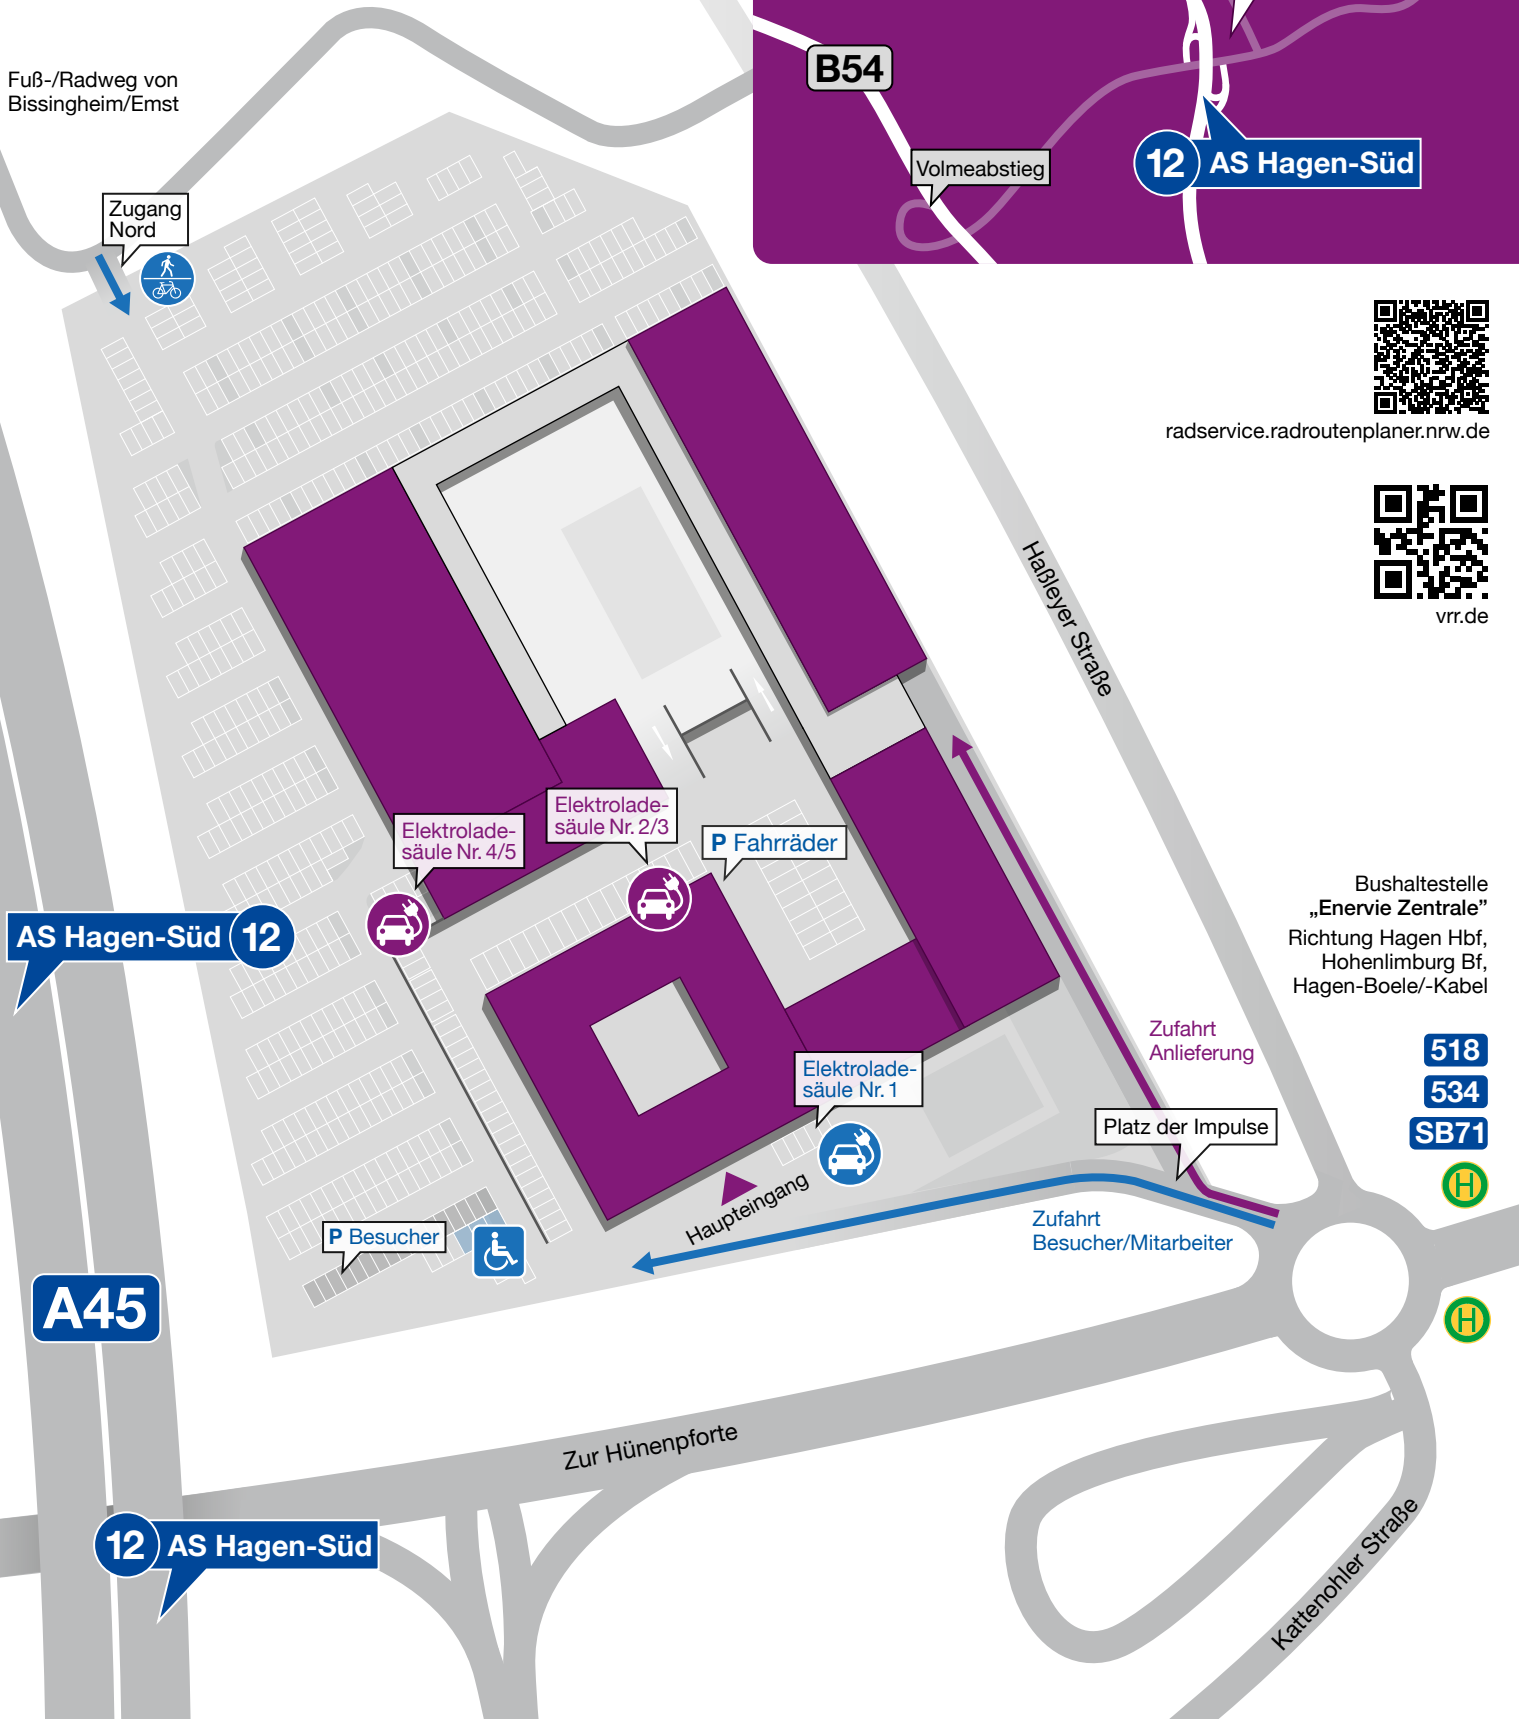 B54
Volmeabstieg
12 AS Hagen-Süd
Fuß-/Radweg von
Bissingheim/Emst
Zugang
Nord
radservice.radroutenplaner.nrw.de
vrr.de
Haßleyer Straße
Elektrolade-
säule Nr. 4/5
Elektrolade-
säule Nr. 2/3
P Fahrräder
AS Hagen-Süd 12
Bushaltestelle
„Enervie Zentrale”
Richtung Hagen Hbf,
Hohenlimburg Bf,
Hagen-Boele/-Kabel
518
534
SB71
H
H
Zufahrt
Anlieferung
Elektrolade-
säule Nr. 1
Platz der Impulse
Haupteingang
Zufahrt
Besucher/Mitarbeiter
P Besucher
A45
Zur Hünenpforte
12 AS Hagen-Süd
Kattenohler Straße